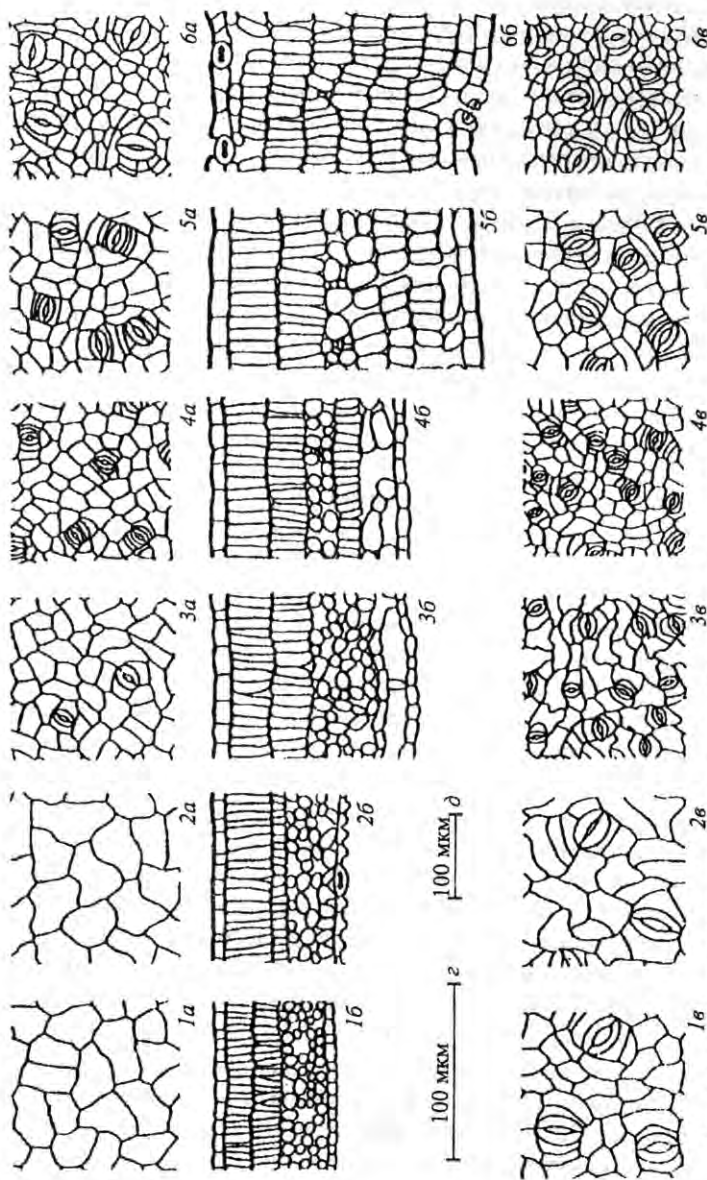 1а 2а 3а 4а 5а 6а
1б 2б 3б 4б 5б 6б
100 мкм г 100 мкм д
1в 2в 3в 4в 5в 6в